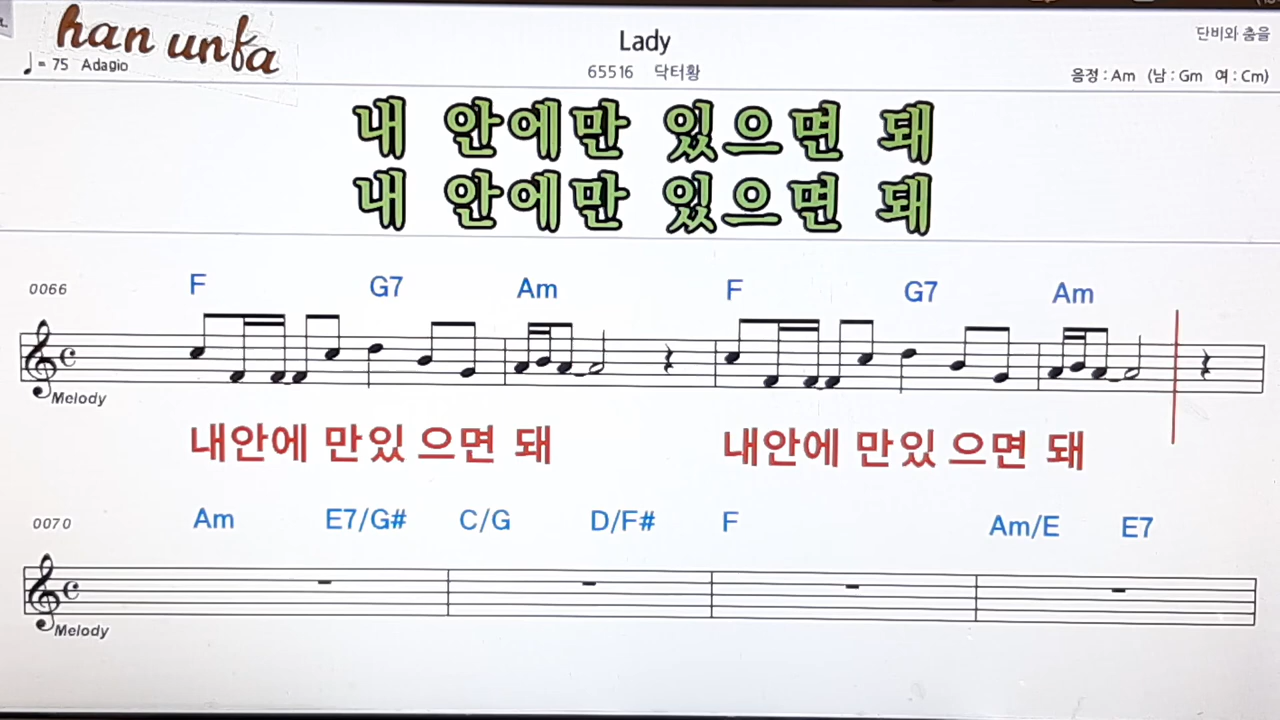 han unfa
Lady
단비와 춤을
♩= 75 Adagio
65516 닥터황
음정 : Am (남 : Gm 여 : Cm)
내 안에만 있으면 돼
내 안에만 있으면 돼
0066
F G7 Am F G7 Am
Melody
내안에 만있 으면 돼 내안에 만있 으면 돼
0070
Am E7/G# C/G D/F# F Am/E E7
Melody